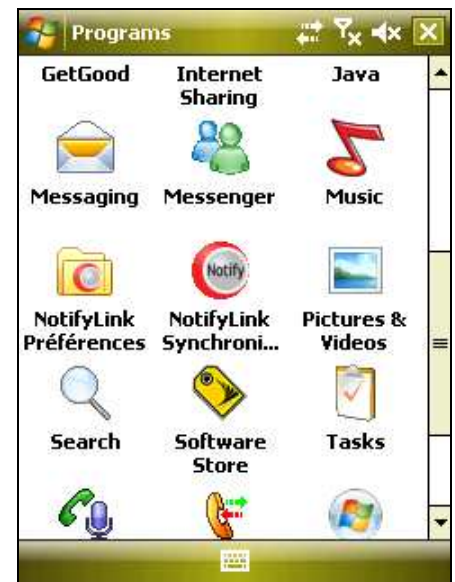 Programs
GetGood
Internet
Sharing
Java
Messaging
Messenger
Music
Notify
NotifyLink
Préférences
NotifyLink
Synchroni...
Pictures &
Videos
Search
Software
Store
Tasks